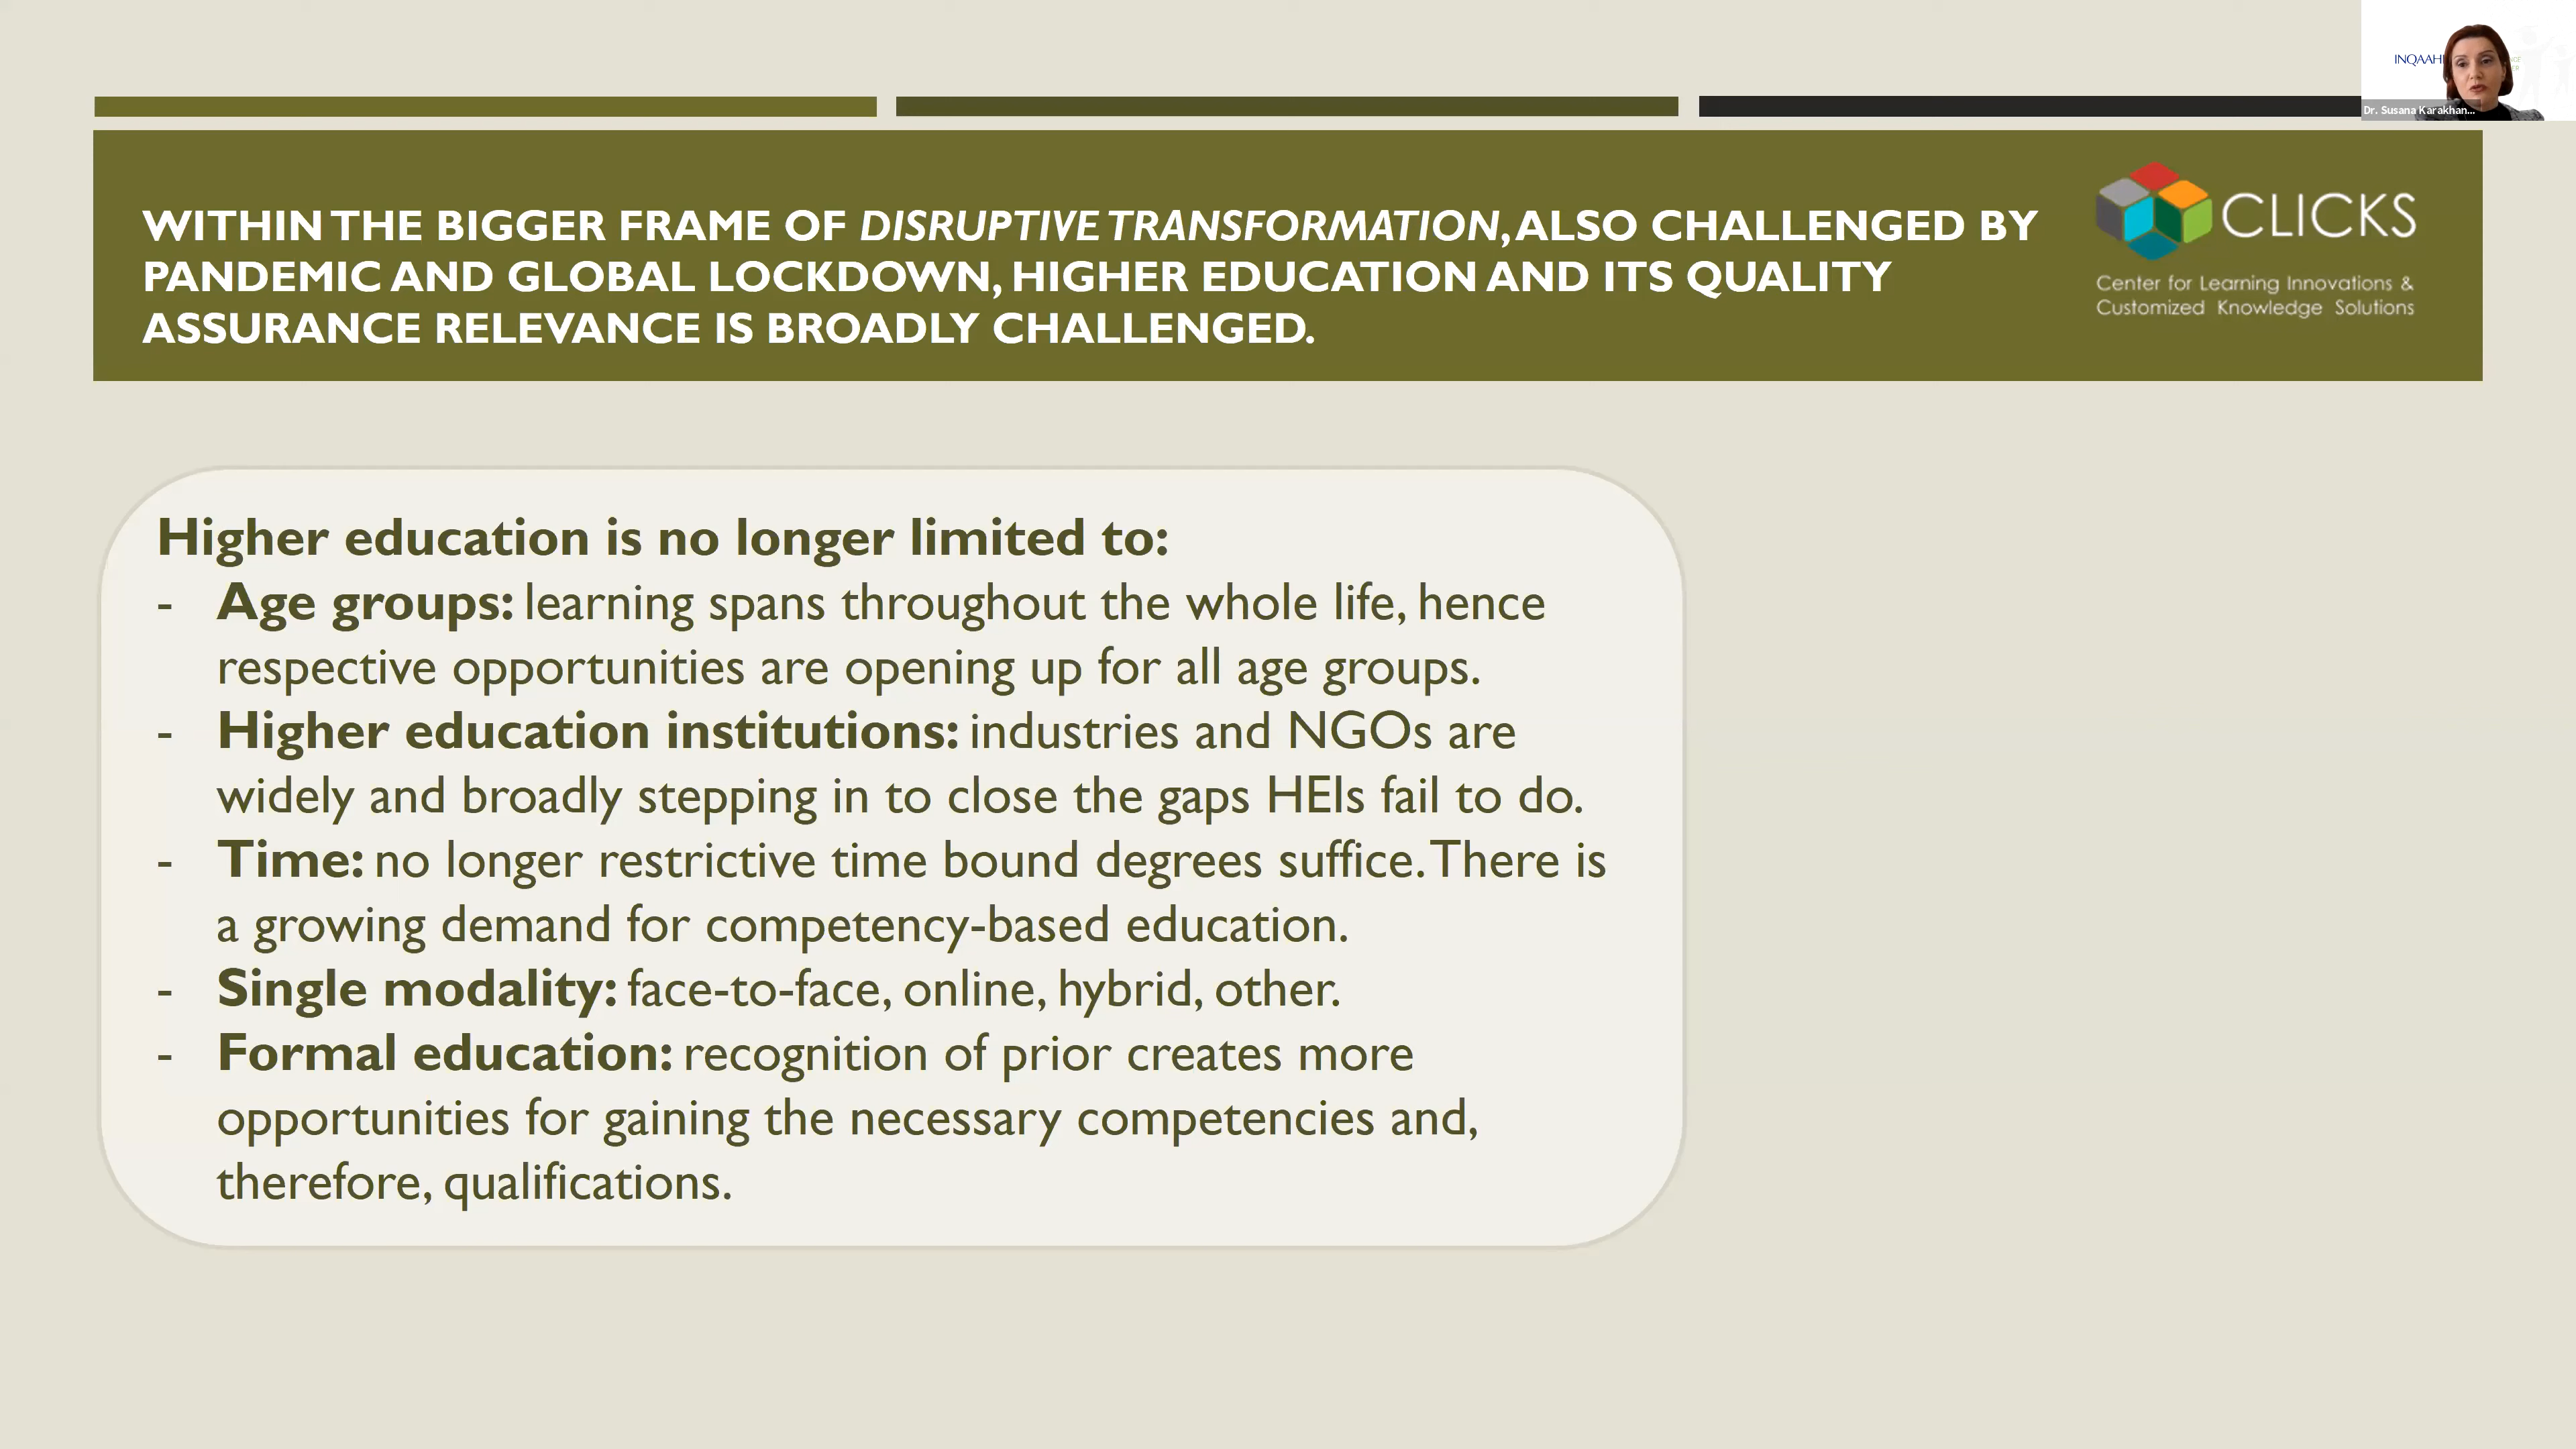 INQAAH
Dr. Susana Karakhan...
WITHIN THE BIGGER FRAME OF DISRUPTIVE TRANSFORMATION, ALSO CHALLENGED BY
PANDEMIC AND GLOBAL LOCKDOWN, HIGHER EDUCATION AND ITS QUALITY
ASSURANCE RELEVANCE IS BROADLY CHALLENGED.
CLICKS
Center for Learning Innovations &
Customized Knowledge Solutions
Higher education is no longer limited to:
- Age groups: learning spans throughout the whole life, hence
respective opportunities are opening up for all age groups.
- Higher education institutions: industries and NGOs are
widely and broadly stepping in to close the gaps HEIs fail to do.
- Time: no longer restrictive time bound degrees suffice. There is
a growing demand for competency-based education.
- Single modality: face-to-face, online, hybrid, other.
- Formal education: recognition of prior creates more
opportunities for gaining the necessary competencies and,
therefore, qualifications.